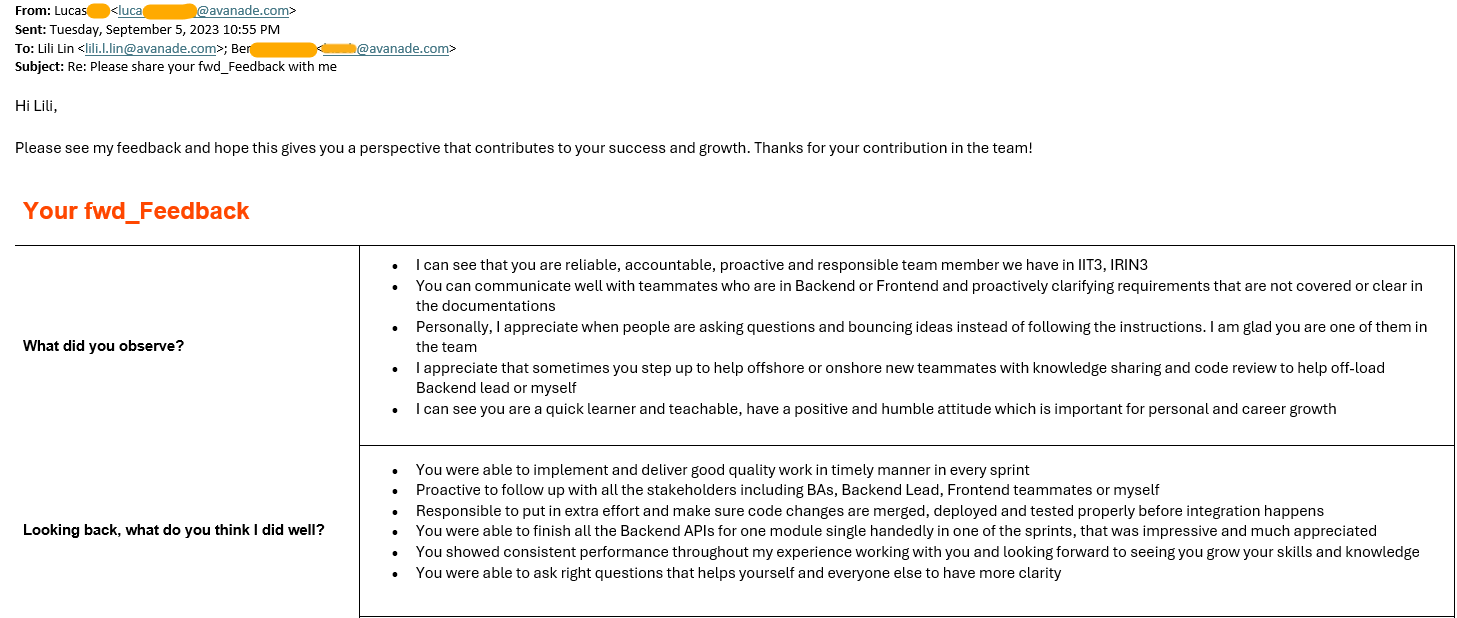 From: Lucas <luca @avanade.com>
Sent: Tuesday, September 5, 2023 10:55 PM
To: Lili Lin <lili.l.lin@avanade.com>; Ber < @avanade.com>
Subject: Re: Please share your fwd_Feedback with me
Hi Lili,
Please see my feedback and hope this gives you a perspective that contributes to your success and growth. Thanks for your contribution in the team!
Your fwd_Feedback
What did you observe?
• I can see that you are reliable, accountable, proactive and responsible team member we have in IIT3, IRIN3
• You can communicate well with teammates who are in Backend or Frontend and proactively clarifying requirements that are not covered or clear in
the documentations
• Personally, I appreciate when people are asking questions and bouncing ideas instead of following the instructions. I am glad you are one of them in
the team
• I appreciate that sometimes you step up to help offshore or onshore new teammates with knowledge sharing and code review to help off-load
Backend lead or myself
• I can see you are a quick learner and teachable, have a positive and humble attitude which is important for personal and career growth
Looking back, what do you think I did well?
• You were able to implement and deliver good quality work in timely manner in every sprint
• Proactive to follow up with all the stakeholders including BAs, Backend Lead, Frontend teammates or myself
• Responsible to put in extra effort and make sure code changes are merged, deployed and tested properly before integration happens
• You were able to finish all the Backend APIs for one module single handedly in one of the sprints, that was impressive and much appreciated
• You showed consistent performance throughout my experience working with you and looking forward to seeing you grow your skills and knowledge
• You were able to ask right questions that helps yourself and everyone else to have more clarity